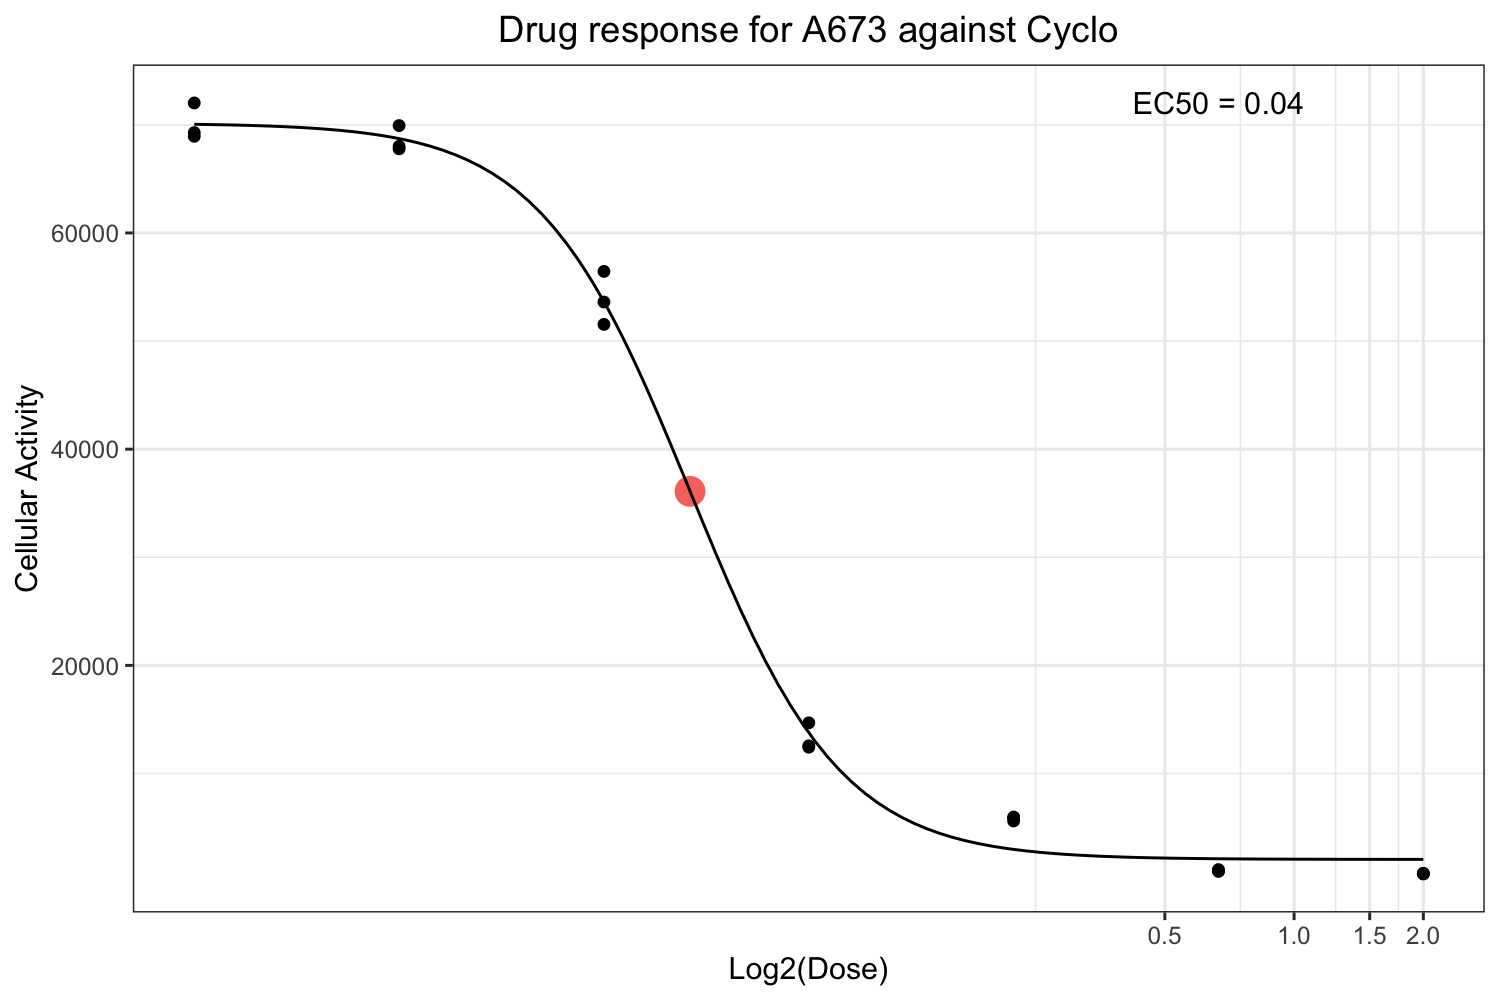 Drug response for A673 against Cyclo
EC50 = 0.04
60000
40000
20000
Cellular Activity
0.5 1.0 1.5 2.0
Log2(Dose)